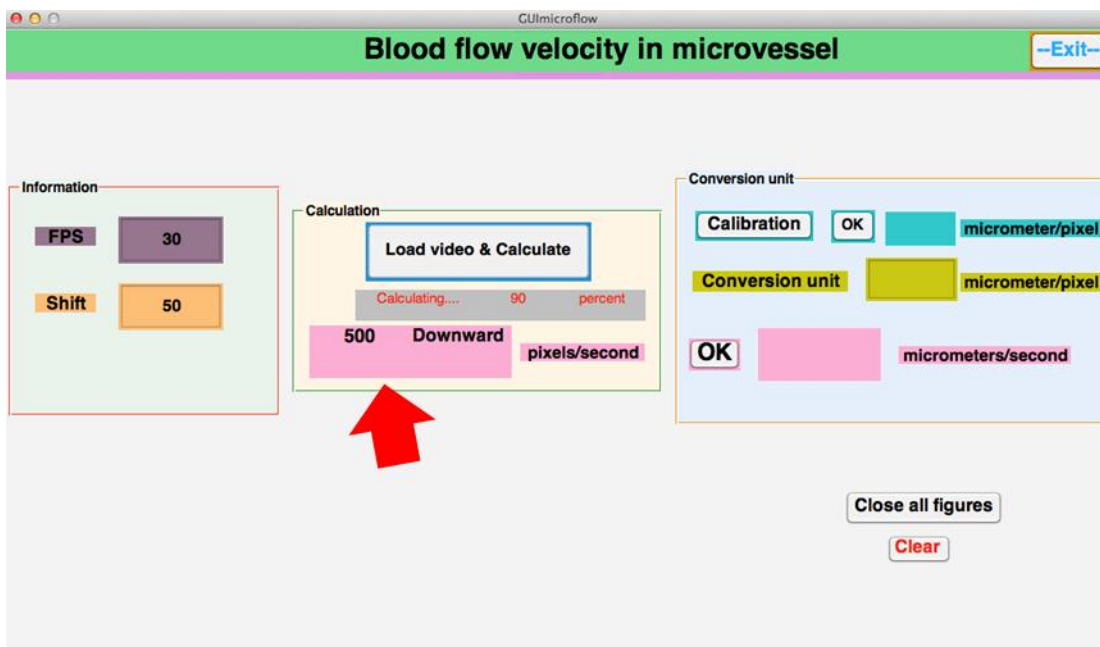 GUImicroflow
Blood flow velocity in microvessel
--Exit--
Information
FPS 30
Shift 50
Calculation
Load video & Calculate
Calculating.... 90 percent
500 Downward
pixels/second
Conversion unit
Calibration OK micrometer/pixel
Conversion unit micrometer/pixel
OK micrometers/second
Close all figures
Clear